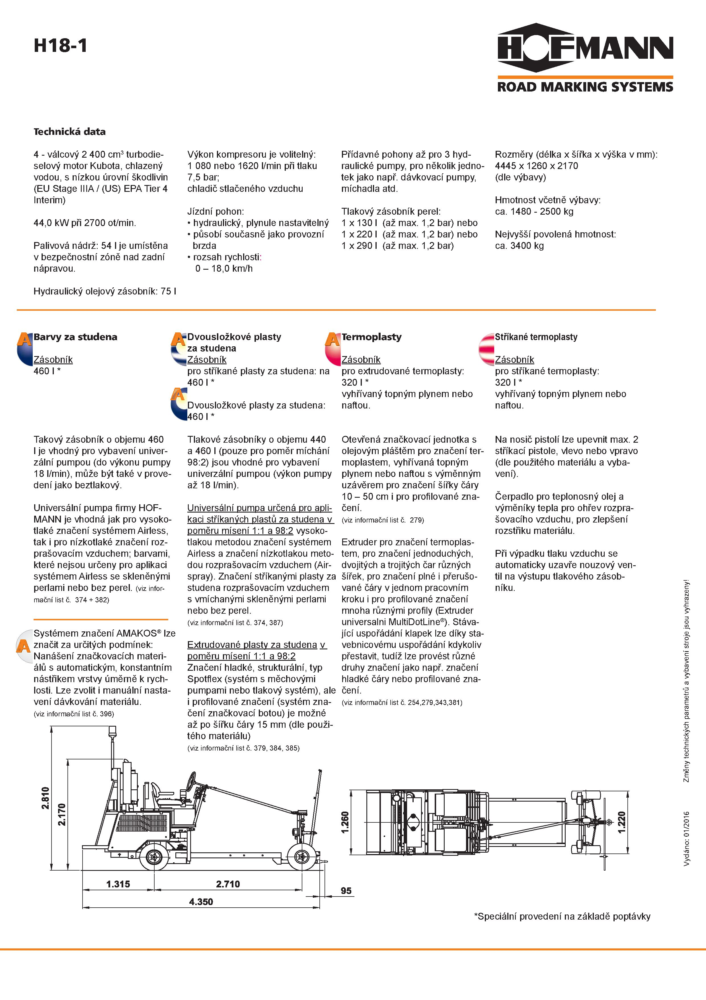 H18-1
HOFMANN
ROAD MARKING SYSTEMS
Technická data
4 - válcový 2 400 cm³ turbodie-
selový motor Kubota, chlazený
vodou, s nízkou úrovní škodlivin
(EU Stage IIIA / (US) EPA Tier 4
Interim)
44,0 kW při 2700 ot/min.
Palivová nádrž: 54 l je umístěna
v bezpečnostní zóně nad zadní
nápravou.
Hydraulický olejový zásobník: 75 l
Výkon kompresoru je volitelný:
1 080 nebo 1620 l/min při tlaku
7,5 bar;
chladič stlačeného vzduchu
Jízdní pohon:
• hydraulický, plynule nastavitelný
• působí současně jako provozní
brzda
• rozsah rychlosti:
0 – 18,0 km/h
Přídavné pohony až pro 3 hyd-
raulické pumpy, pro několik jedno-
tek jako např. dávkovací pumpy,
míchadla atd.
Tlakový zásobník perel:
1 x 130 l (až max. 1,2 bar) nebo
1 x 220 l (až max. 1,2 bar) nebo
1 x 290 l (až max. 1,2 bar)
Rozměry (délka x šířka x výška v mm):
4445 x 1260 x 2170
(dle výbavy)
Hmotnost včetně výbavy:
ca. 1480 - 2500 kg
Nejvyšší povolená hmotnost:
ca. 3400 kg
A
Barvy za studena
Zásobník
460 l *
Takový zásobník o objemu 460
l je vhodný pro vybavení univer-
zální pumpou (do výkonu pumpy
18 l/min), může být také v prove-
dení jako beztlakový.
Universální pumpa firmy HOF-
MANN je vhodná jak pro vysoko-
tlaké značení systémem Airless,
tak i pro nízkotlaké značení roz-
prašovacím vzduchem; barvami,
které nejsou určeny pro aplikaci
systémem Airless se skleněnými
perlami nebo bez perel. (viz infor-
mační list č. 374 + 382)
A
Systémem značení AMAKOS® lze
značit za určitých podmínek:
Nanášení značkovacích materi-
álů s automatickým, konstantním
nástřikem vrstvy úměrně k rych-
losti. Lze zvolit i manuální nasta-
vení dávkování materiálu.
(viz informační list č. 396)
A
Dvousložkové plasty
za studena
Zásobník
pro stříkané plasty za studena: na
460 l *
A
Dvousložkové plasty za studena:
460 l *
Tlakové zásobníky o objemu 440
a 460 l (pouze pro poměr míchání
98:2) jsou vhodné pro vybavení
univerzální pumpou (výkon pumpy
až 18 l/min).
Universální pumpa určená pro apli-
kaci stříkaných plastů za studena v
poměru mísení 1:1 a 98:2 vysoko-
tlakou metodou značení systémem
Airless a značení nízkotlakou meto-
dou rozprašovacím vzduchem (Air-
spray). Značení stříkanými plasty za
studena rozprašovacím vzduchem
s vmíchanými skleněnými perlami
nebo bez perel.
(viz informační list č. 374, 387)
Extrudované plasty za studena v
poměru mísení 1:1 a 98:2
Značení hladké, strukturální, typ
Spotflex (systém s měchovými
pumpami nebo tlakový systém), ale
i profilované značení (systém zna-
čení značkovací botou) je možné
až po šířku čáry 15 mm (dle použi-
tého materiálu)
(viz informační list č. 379, 384, 385)
A
Termoplasty
Zásobník
pro extrudované termoplasty:
320 l *
vyhřívaný topným plynem nebo
naftou.
Otevřená značkovací jednotka s
olejovým pláštěm pro značení ter-
moplastem, vyhřívaná topným
plynem nebo naftou s výměnným
uzávěrem pro značení šířky čáry
10 – 50 cm i pro profilované zna-
čení.
(viz informační list č. 279)
Extruder pro značení termoplas-
tem, pro značení jednoduchých,
dvojitých a trojitých čar různých
šířek, pro značení plné i přerušo-
vané čáry v jednom pracovním
kroku i pro profilované značení
mnoha různými profily (Extruder
universalni MultiDotLine®). Stáva-
jící uspořádání klapek lze díky sta-
vebnicovému uspořádání kdykoliv
přestavit, tudíž lze provést různé
druhy značení jako např. značení
hladké čáry nebo profilované zna-
čení.
(viz informační list č. 254,279,343,381)
Stříkané termoplasty
Zásobník
pro stříkané termoplasty:
320 l *
vyhřívaný topným plynem nebo
naftou.
Na nosič pistolí lze upevnit max. 2
stříkací pistole, vlevo nebo vpravo
(dle použitého materiálu a vyba-
vení).
Čerpadlo pro teplonosný olej a
výměníky tepla pro ohřev rozpra-
šovacího vzduchu, pro zlepšení
rozstřiku materiálu.
Při výpadku tlaku vzduchu se
automaticky uzavře nouzový ven-
til na výstupu tlakového zásob-
níku.
2.810
2.170
1.315
2.710
95
4.350
1.260
1.220
*Speciální provedení na základě poptávky
Vydáno: 01/2016 Změny technických parametrů a vybavení stroje jsou vyhrazeny!